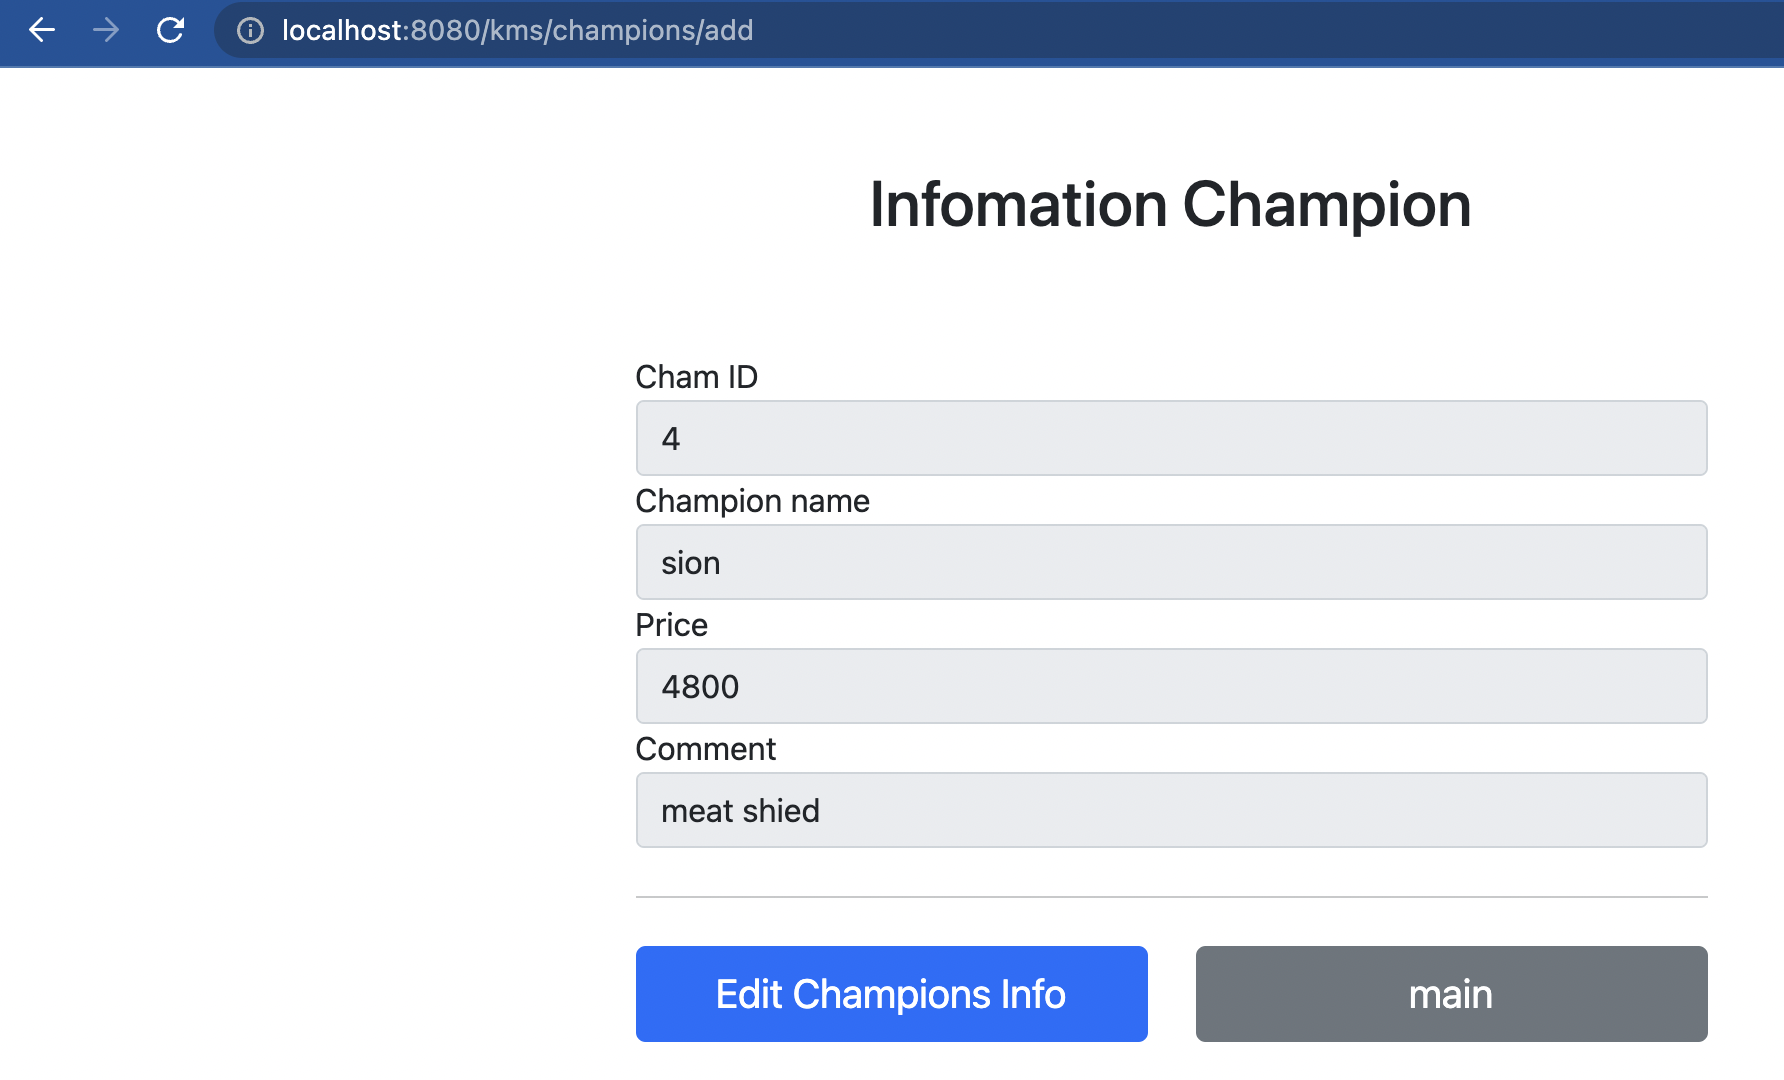 localhost:8080/kms/champions/add
Infomation Champion
Cham ID
4
Champion name
sion
Price
4800
Comment
meat shied
Edit Champions Info
main